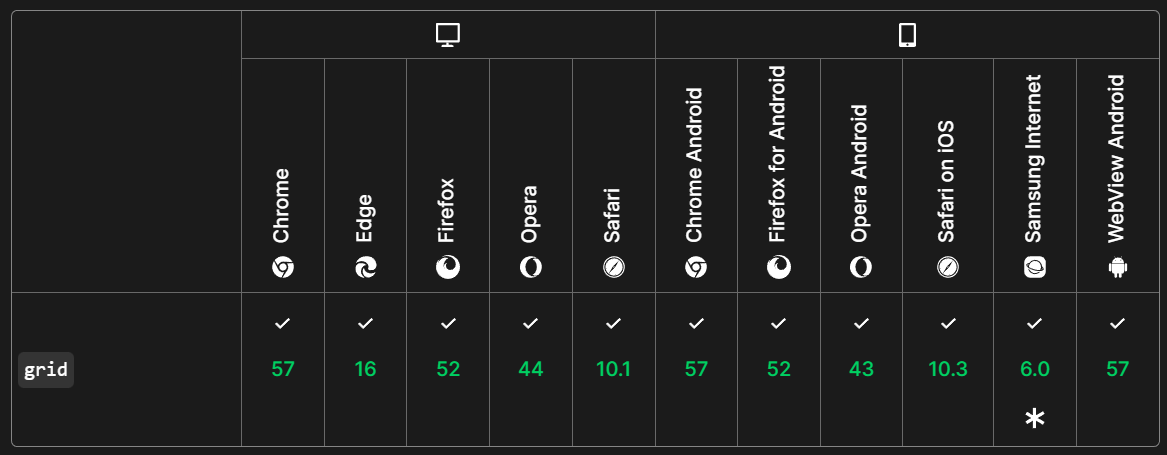 Chrome
Edge
Firefox
Opera
Safari
Chrome Android
Firefox for Android
Opera Android
Safari on iOS
Samsung Internet
WebView Android
grid
57
16
52
44
10.1
57
52
43
10.3
6.0
57
*